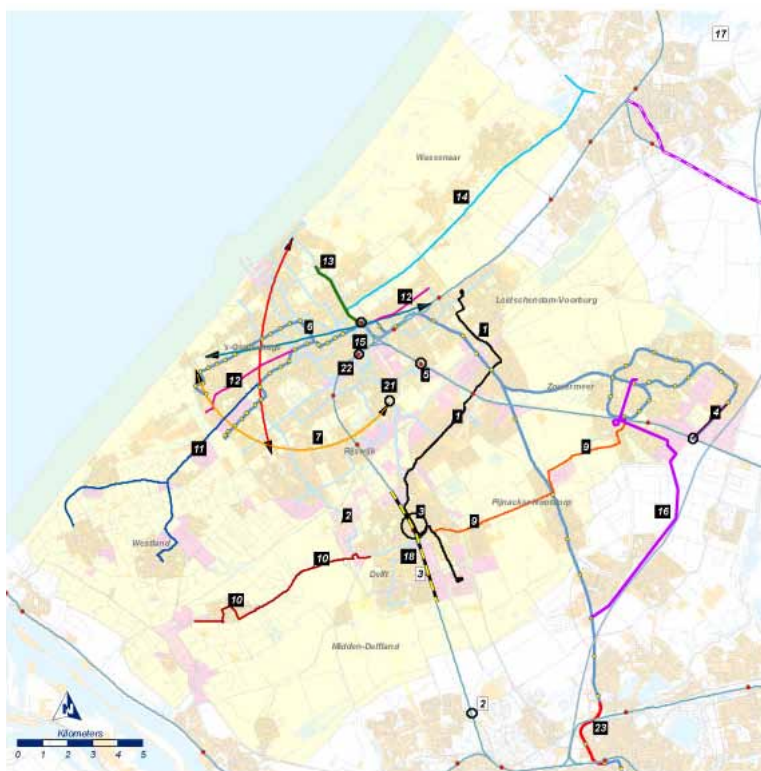 17
Wassenaar
14
13
12
Leidschendam-Voorburg
6
1
15
22
5
Zoetermeer
12
21
4
1
7
11
Rijswijk
9
2
3
Pijnacker-Nootdorp
9
16
Westland
18
10
3
Delft
10
Midden-Delfland
2
23
Kilometers
0 1 2 3 4 5